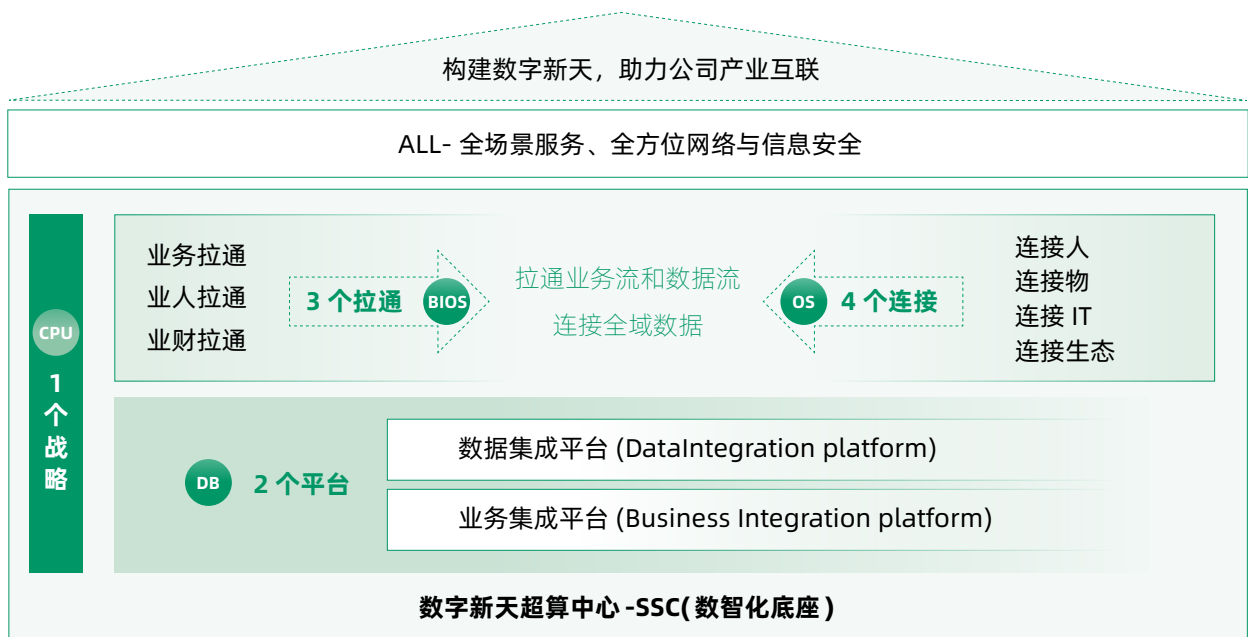 构建数字新天，助力公司产业互联
ALL- 全场景服务、全方位网络与信息安全
CPU
1个战略
业务拉通
业人拉通
业财拉通
3 个拉通
BIOS
拉通业务流和数据流
连接全域数据
OS
4 个连接
连接人
连接物
连接 IT
连接生态
DB
2 个平台
数据集成平台 (DataIntegration platform)
业务集成平台 (Business Integration platform)
数字新天超算中心 -SSC( 数智化底座 )